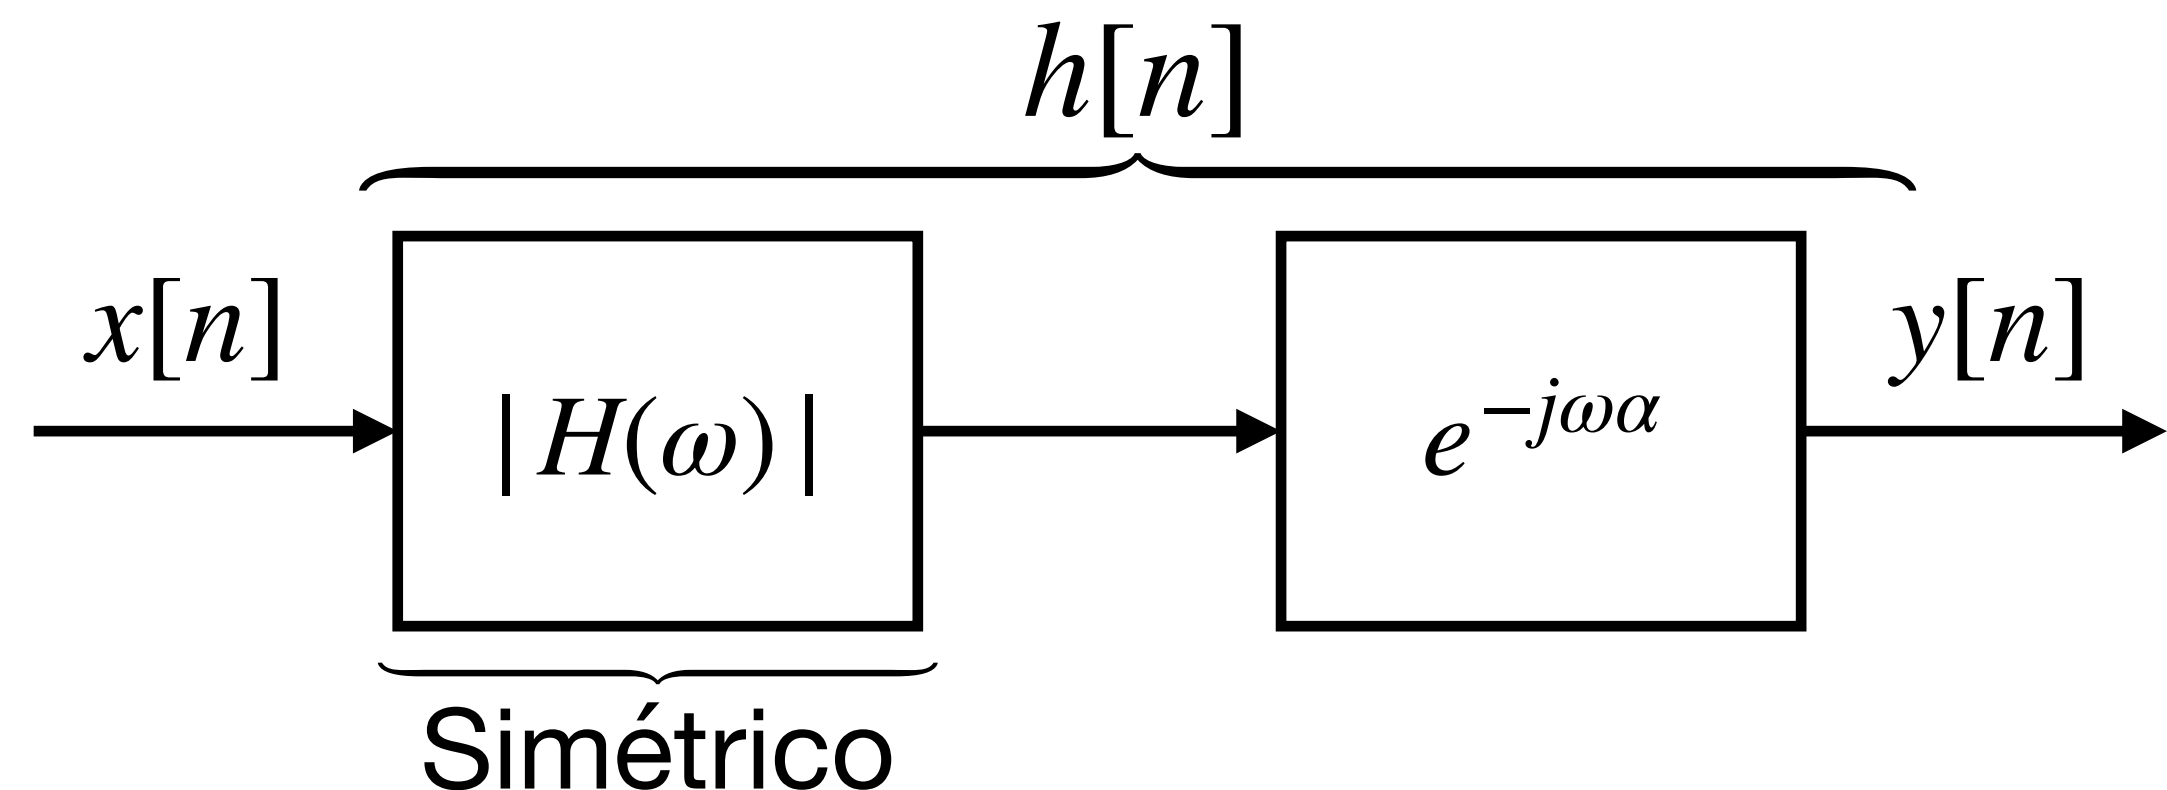 h[n]
x[n]
y[n]
|H(ω)|
e^{-jωα}
Simétrico